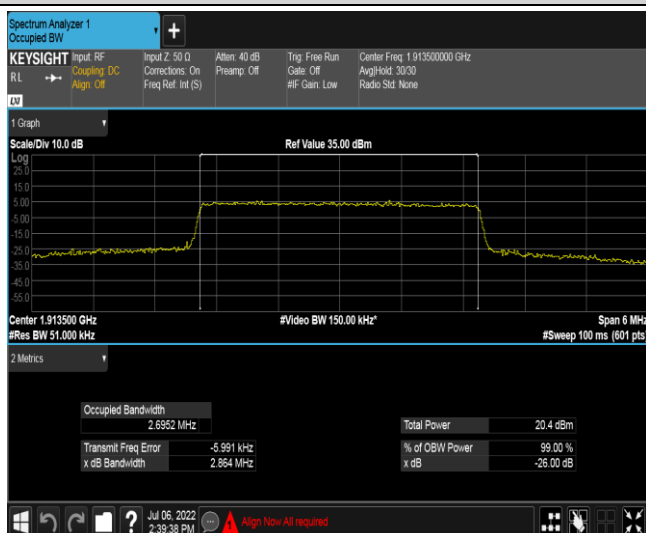 Spectrum Analyzer 1
Occupied BW
KEYSIGHT
RL
LXI
Input: RF
Coupling: DC
Align: Off
Input Z: 50 Ω
Corrections: On
Freq Ref: Int (S)
Atten: 40 dB
Preamp: Off
Trig: Free Run
Gate: Off
#IF Gain: Low
Center Freq: 1.913500000 GHz
Avg|Hold: 30/30
Radio Std: None
1 Graph
Scale/Div 10.0 dB
Ref Value 35.00 dBm
Log
25.0
15.0
5.00
-5.00
-15.0
-25.0
-35.0
-45.0
-55.0
Center 1.913500 GHz
#Video BW 150.00 kHz*
Span 6 MHz
#Res BW 51.000 kHz
#Sweep 100 ms (601 pts)
2 Metrics
Occupied Bandwidth
2.6952 MHz
Total Power 20.4 dBm
Transmit Freq Error -5.991 kHz
% of OBW Power 99.00 %
x dB Bandwidth 2.864 MHz
x dB -26.00 dB
Jul 06, 2022
2:39:38 PM
Align Now All required